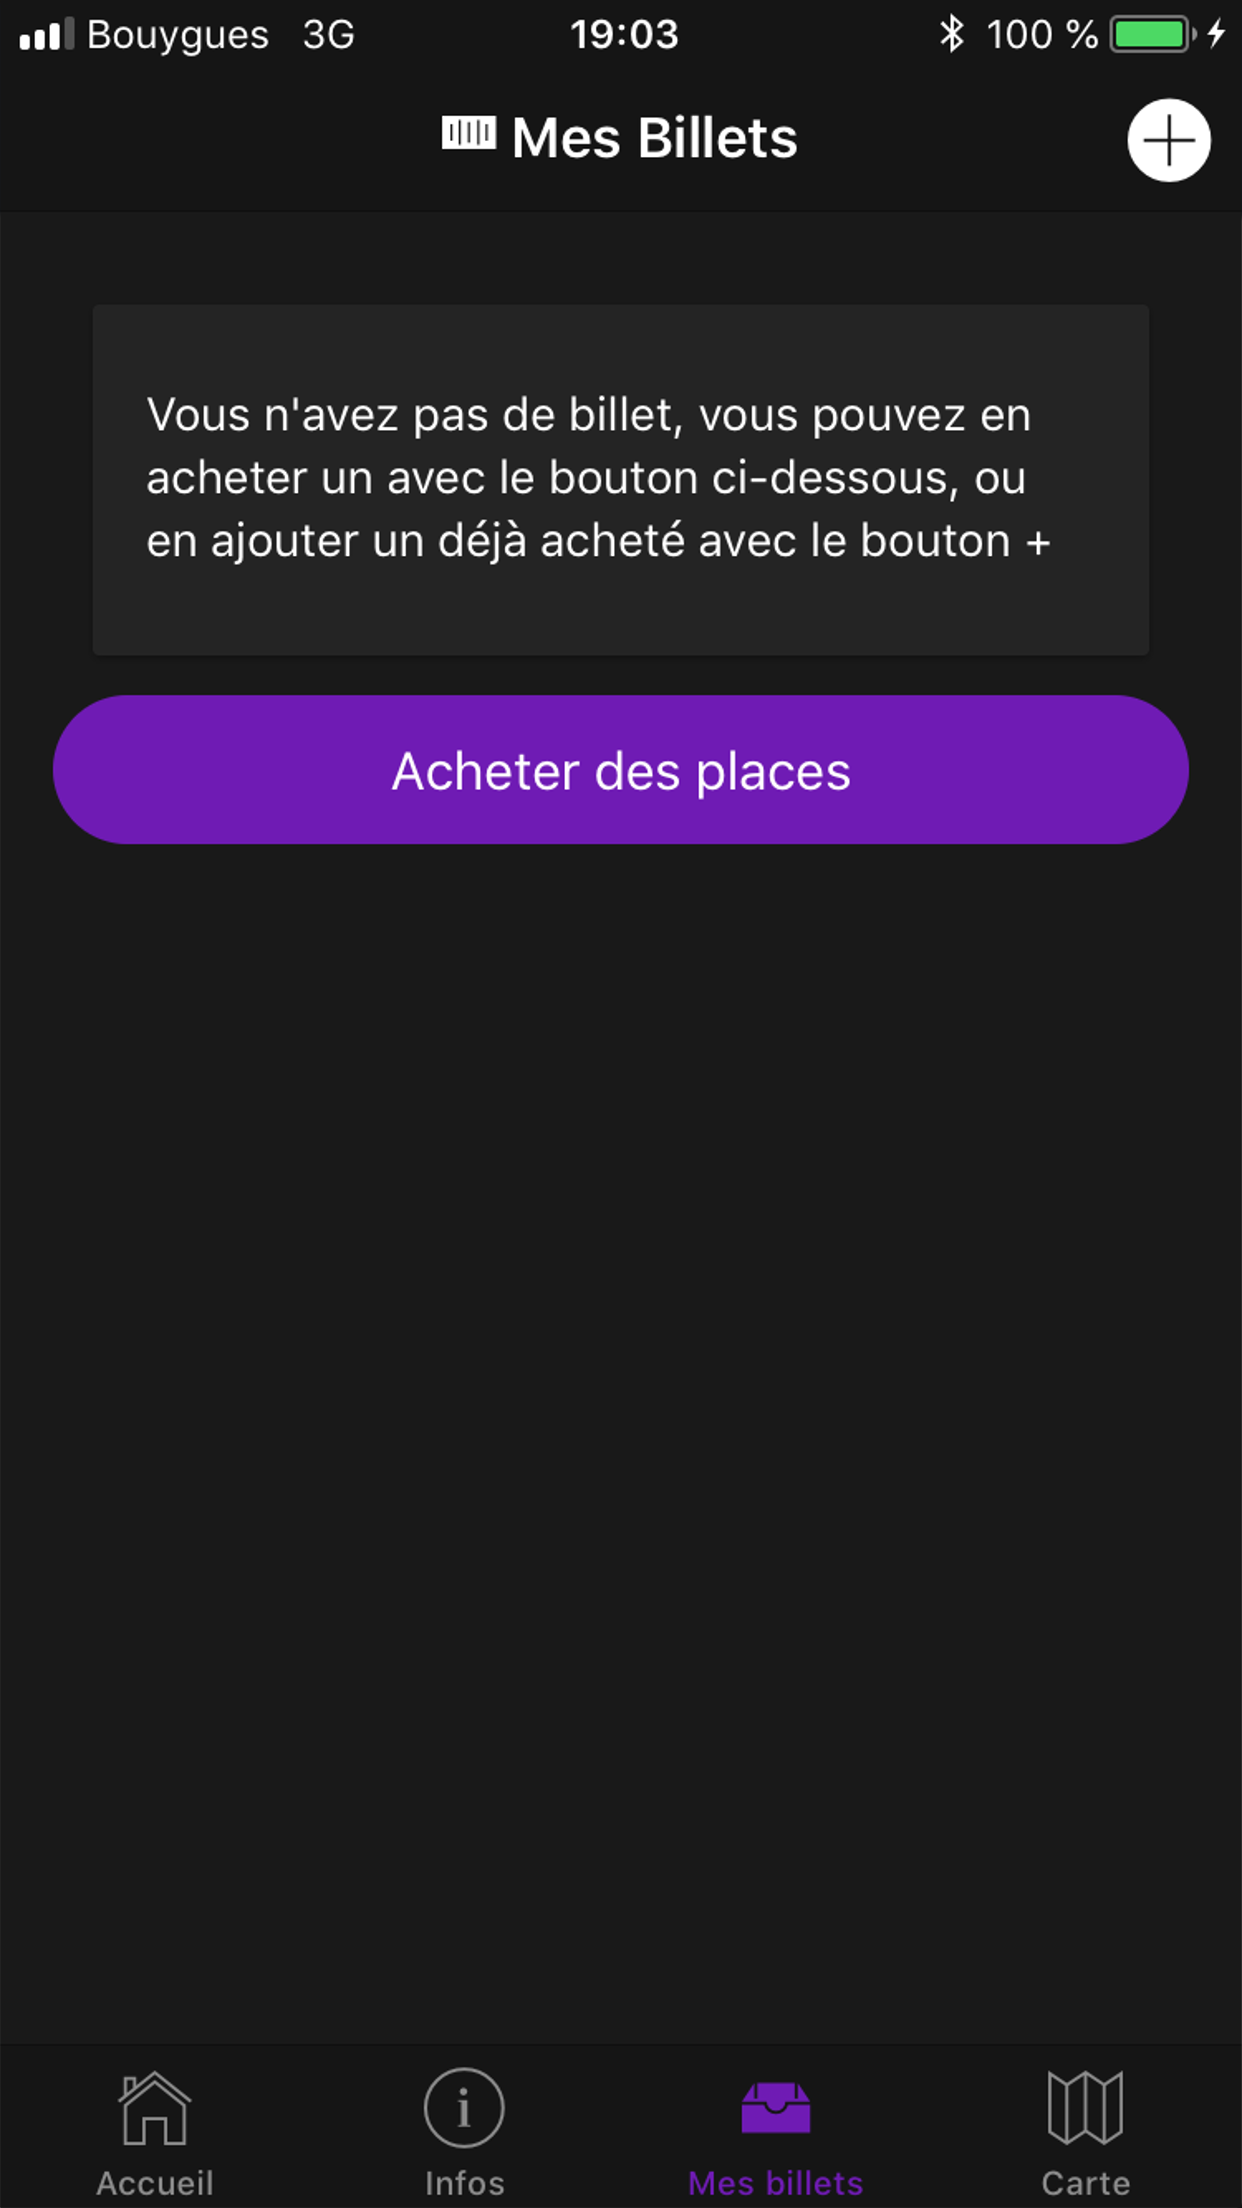 Bouygues 3G 19:03 100 %
Mes Billets
Vous n'avez pas de billet, vous pouvez en
acheter un avec le bouton ci-dessous, ou
en ajouter un déjà acheté avec le bouton +
Acheter des places
Accueil Infos Mes billets Carte